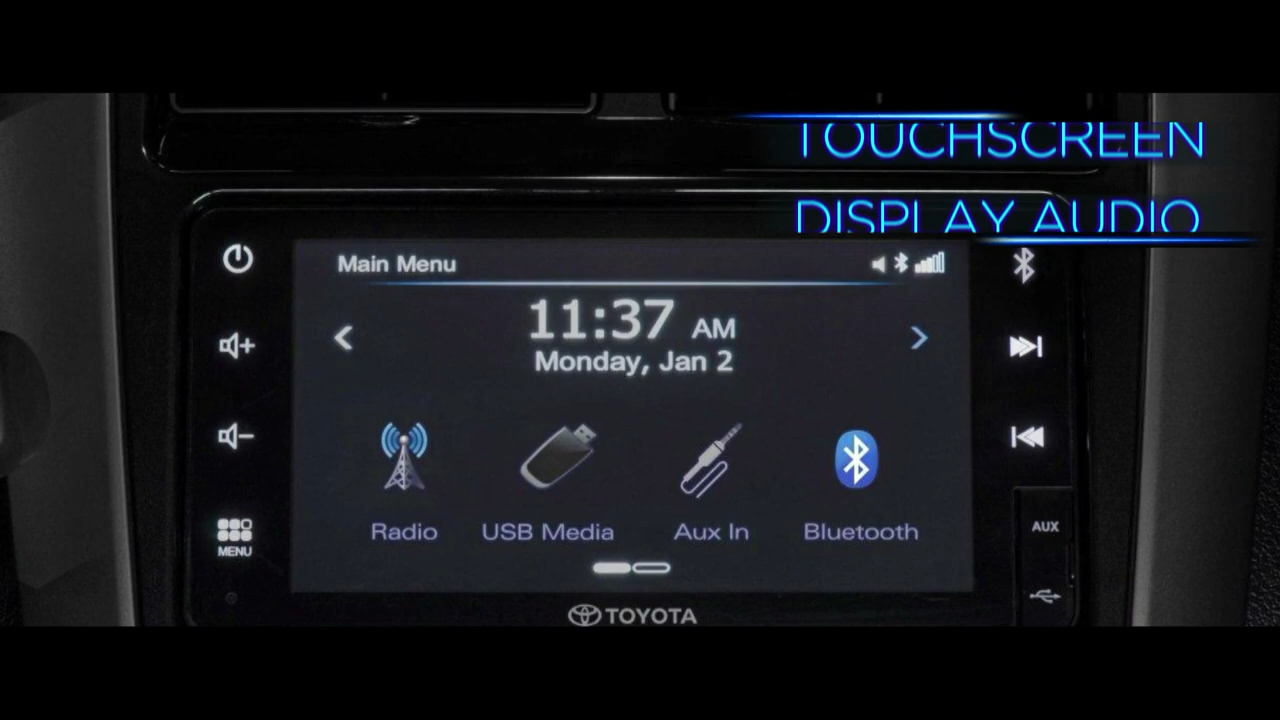 TOUCHSCREEN
DISPLAY AUDIO
Main Menu
11:37 AM
Monday, Jan 2
Radio
USB Media
Aux In
Bluetooth
MENU
AUX
TOYOTA